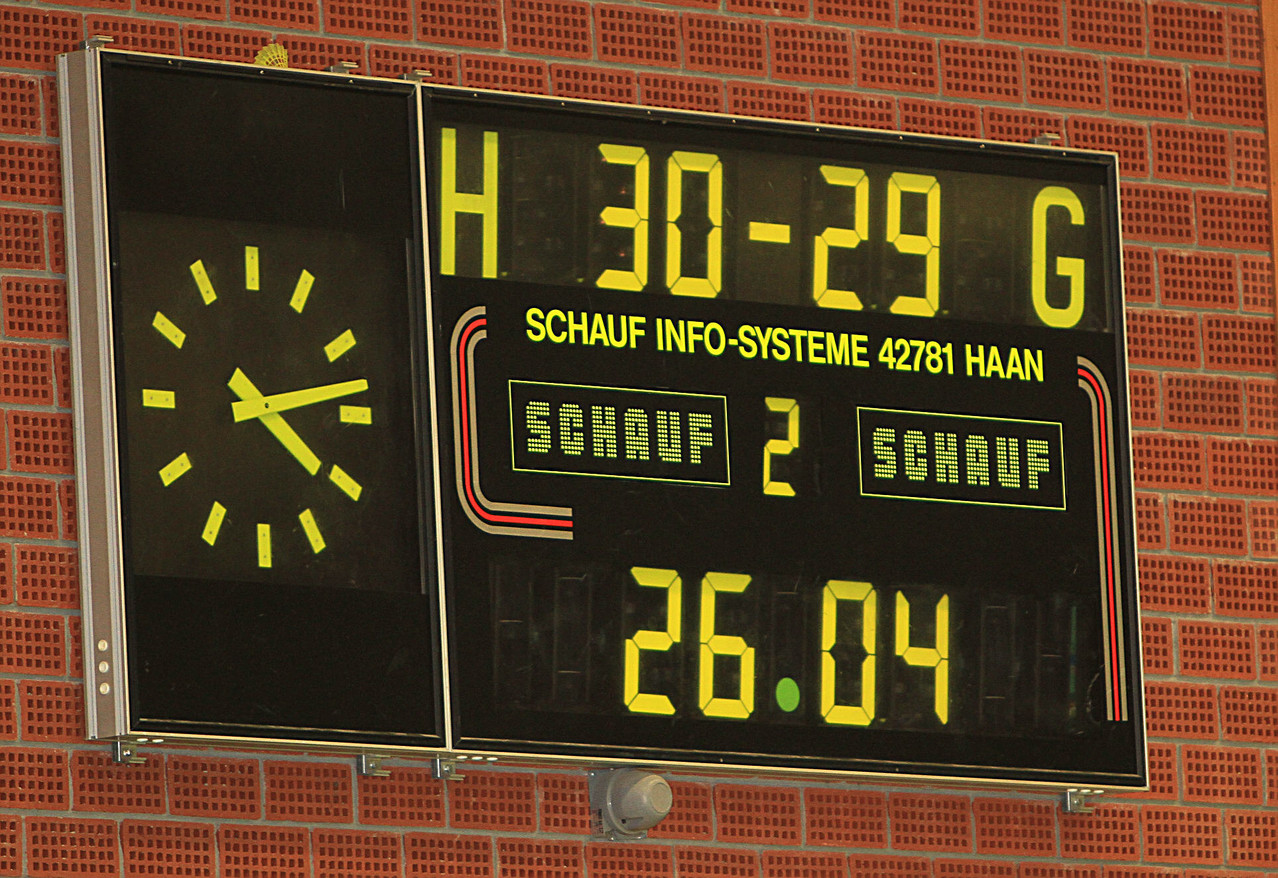 H 30-29 G
SCHAUF INFO-SYSTEME 42781 HAAN
SCHAUF 2 SCHAUF
26.04